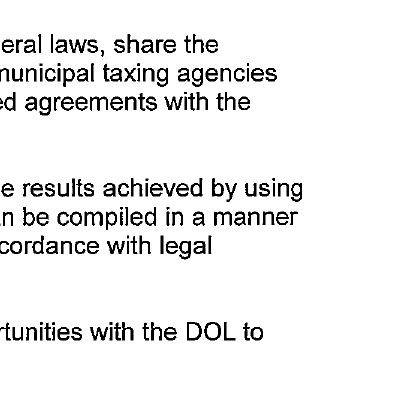 eral laws, share the
municipal taxing agencies
ed agreements with the
e results achieved by using
n be compiled in a manner
cordance with legal
rtunities with the DOL to